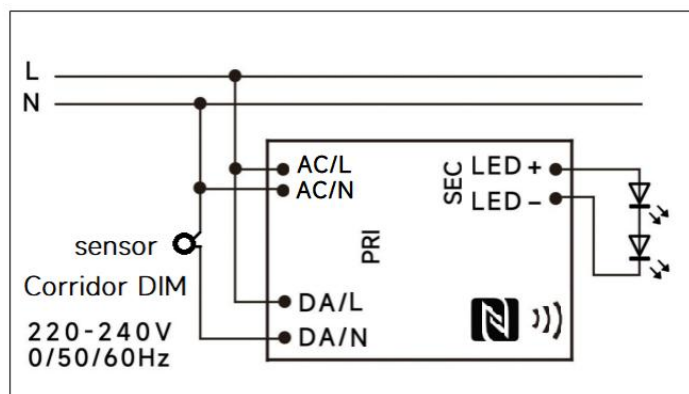 L
N
AC/L
AC/N
SEC
LED +
LED −
PRI
sensor
Corridor DIM
220-240V
0/50/60Hz
DA/L
DA/N